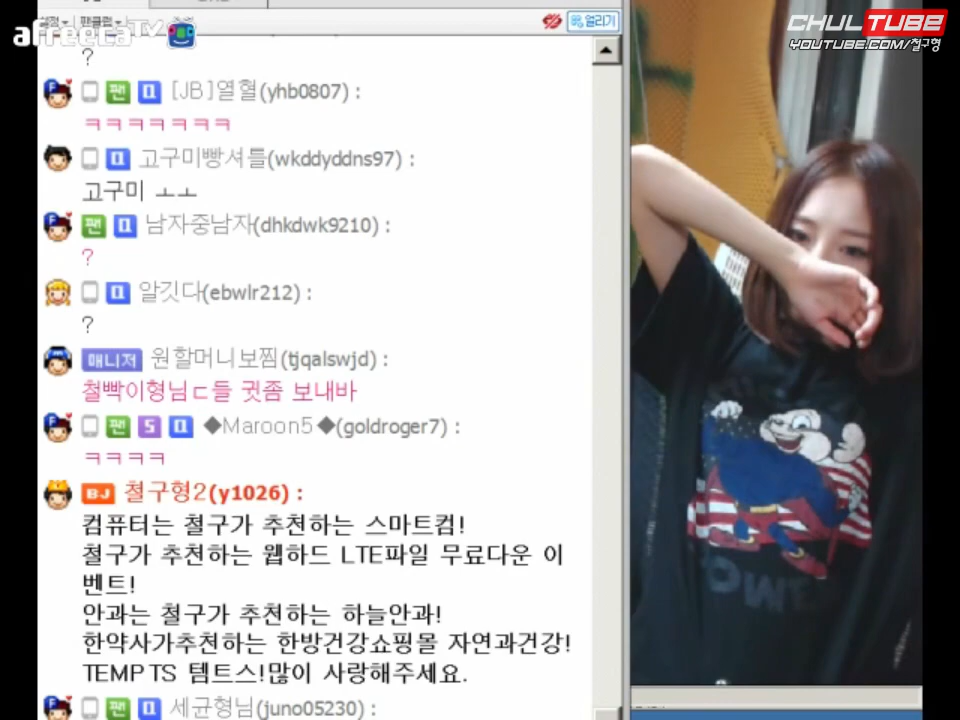 afreecaTV
열리기
CHULTUBE
YOUTUBE.COM/철구형
?
팬 [JB]열혈(yhb0807) :
ㅋㅋㅋㅋㅋㅋㅋ
고구미빵셔틀(wkddyddns97) :
고구미 ㅗㅗ
팬 남자중남자(dhkdwk9210) :
?
알깃다(ebwlr212) :
?
매니저 원할머니보찜(tjqalswjd) :
철빡이형님ㄷ들 귓좀 보내바
팬 S ◆Maroon5◆(goldroger7) :
ㅋㅋㅋㅋ
BJ 철구형2(y1026) :
컴퓨터는 철구가 추천하는 스마트컴!
철구가 추천하는 웹하드 LTE파일 무료다운 이
벤트!
안과는 철구가 추천하는 하늘안과!
한약사가추천하는 한방건강쇼핑몰 자연과건강!
TEMPTS 템트스!많이 사랑해주세요.
팬 세균형님(juno05230) :